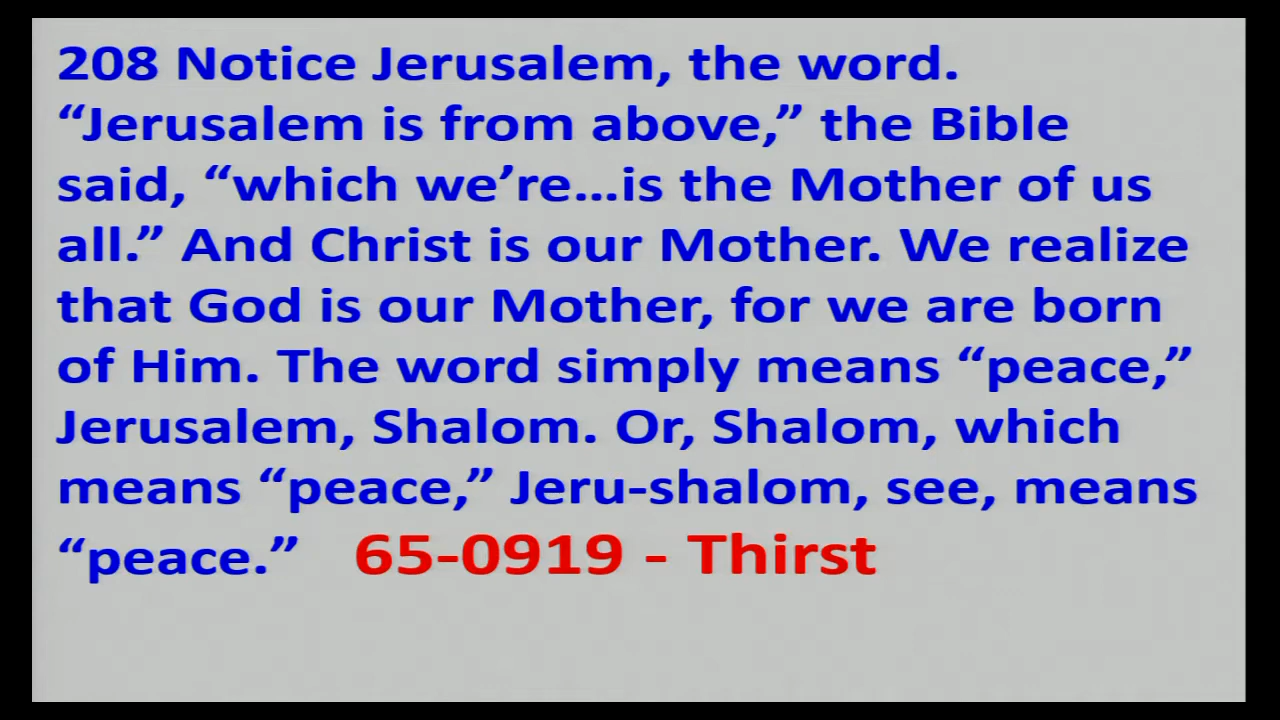 208 Notice Jerusalem, the word.
“Jerusalem is from above,” the Bible
said, “which we’re…is the Mother of us
all.” And Christ is our Mother. We realize
that God is our Mother, for we are born
of Him. The word simply means “peace,”
Jerusalem, Shalom. Or, Shalom, which
means “peace,” Jeru-shalom, see, means
“peace.” 65-0919 - Thirst